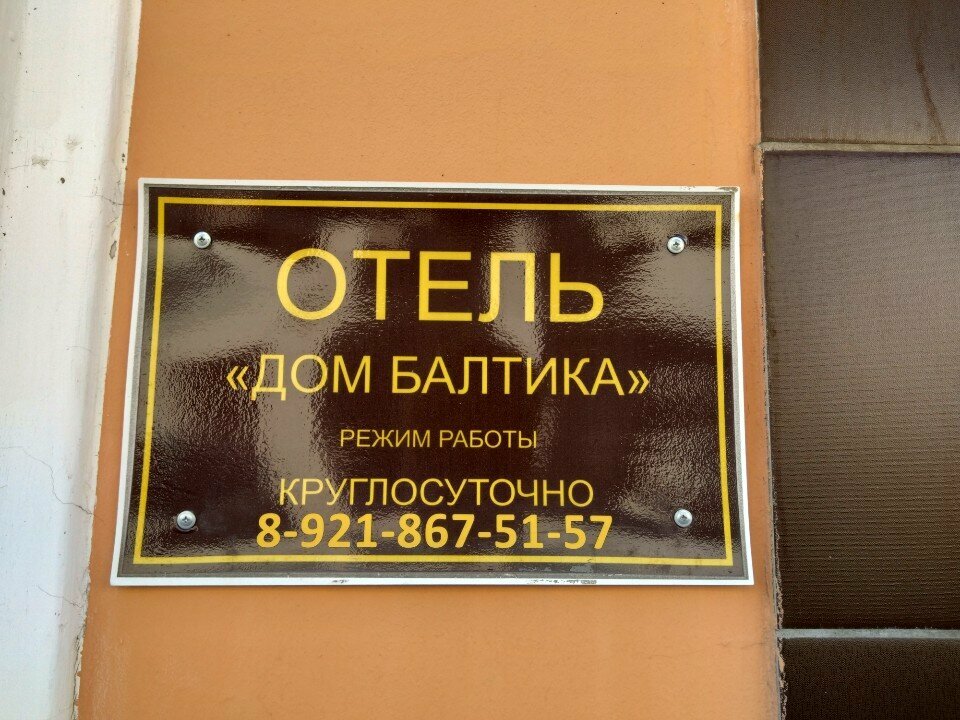 ОТЕЛЬ
«ДОМ БАЛТИКА»
РЕЖИМ РАБОТЫ
КРУГЛОСУТОЧНО
8-921-867-51-57